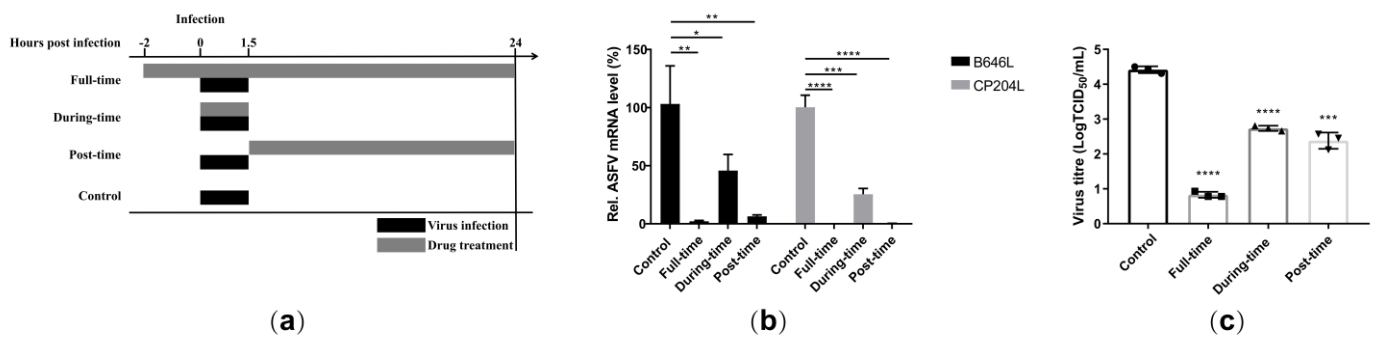 Infection
Hours post infection
-2 0 1.5 24
Full-time
During-time
Post-time
Control
Virus infection
Drug treatment
(a)
Rel. ASFV mRNA level (%)
150
100
50
0
** * **
**** *** ****
B646L
CP204L
Control Full-time During-time Post-time Control Full-time During-time Post-time
(b)
Virus titre (LogTCID50/mL)
5
4
3
2
1
0
**** **** ***
Control Full-time During-time Post-time
(c)